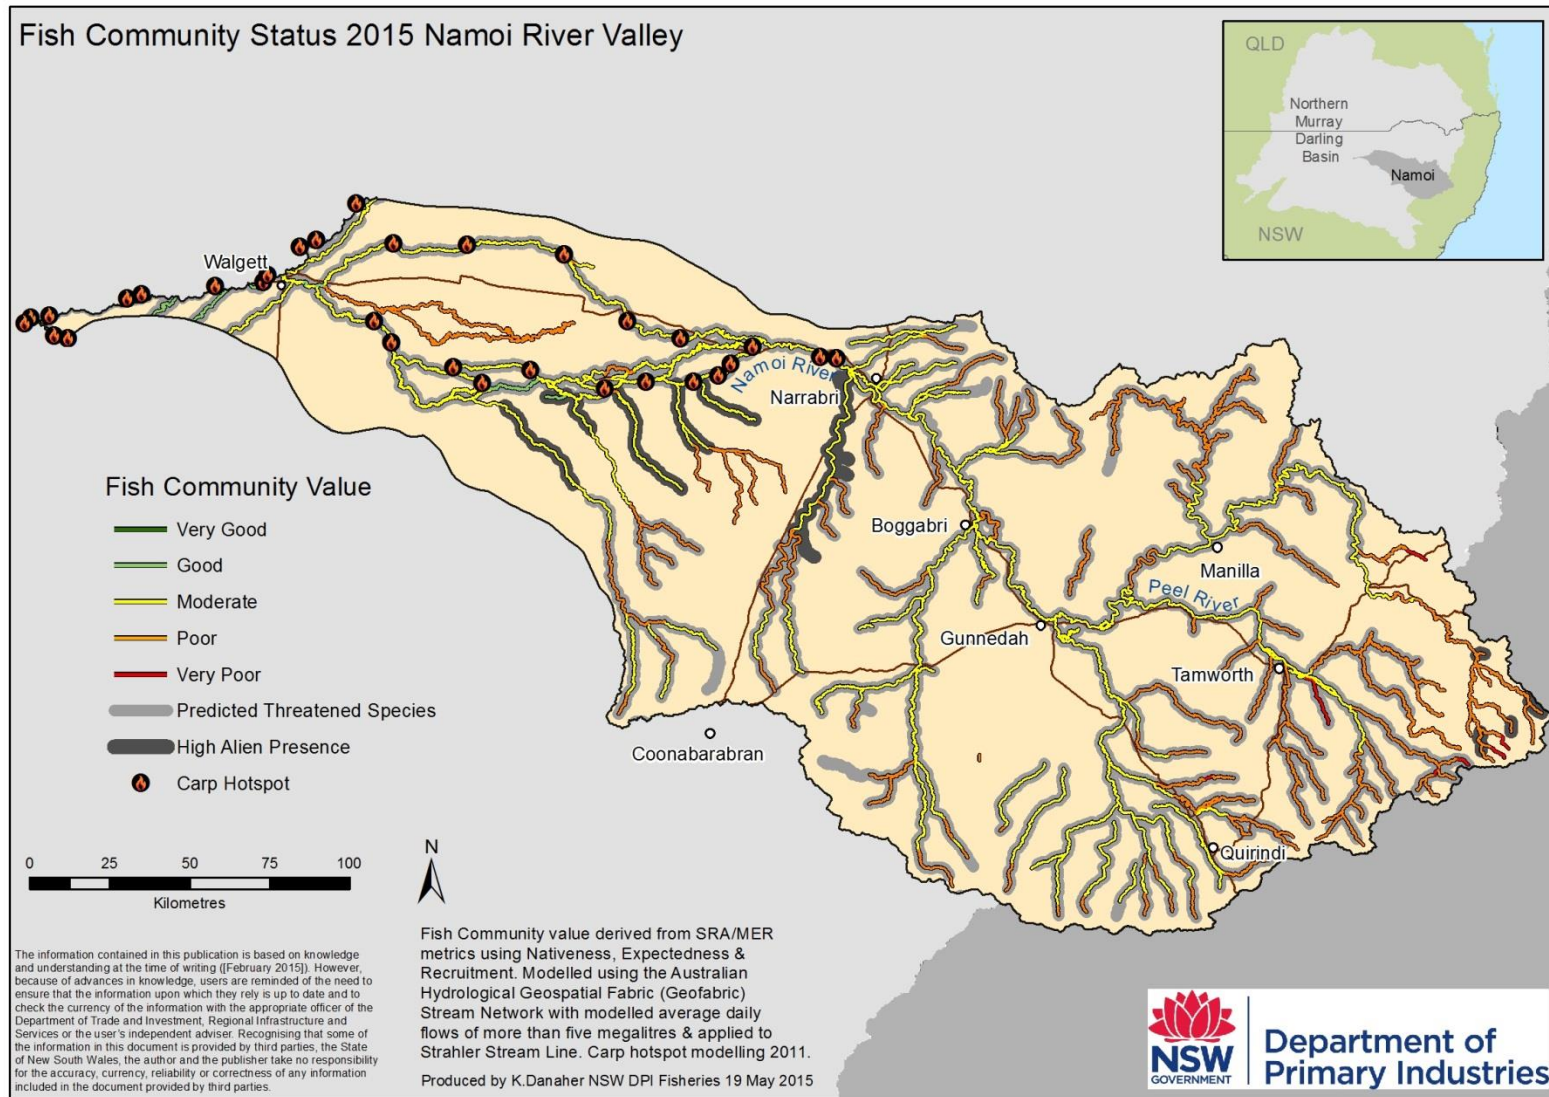 Fish Community Status 2015 Namoi River Valley
QLD
Northern
Murray
Darling
Basin
Namoi
NSW
Walgett
Namoi River
Narrabri
Boggabri
Manilla
Peel River
Gunnedah
Tamworth
Coonabarabran
Quirindi
Fish Community Value
Very Good
Good
Moderate
Poor
Very Poor
Predicted Threatened Species
High Alien Presence
Carp Hotspot
0 25 50 75 100
Kilometres
N
The information contained in this publication is based on knowledge
and understanding at the time of writing ([February 2015]). However,
because of advances in knowledge, users are reminded of the need to
ensure that the information upon which they rely is up to date and to
check the currency of the information with the appropriate officer of the
Department of Trade and Investment, Regional Infrastructure and
Services or the user's independent adviser. Recognising that some of
the information in this document is provided by third parties, the State
of New South Wales, the author and the publisher take no responsibility
for the accuracy, currency, reliability or correctness of any information
included in the document provided by third parties.
Fish Community value derived from SRA/MER
metrics using Nativeness, Expectedness &
Recruitment. Modelled using the Australian
Hydrological Geospatial Fabric (Geofabric)
Stream Network with modelled average daily
flows of more than five megalitres & applied to
Strahler Stream Line. Carp hotspot modelling 2011.
Produced by K.Danaher NSW DPI Fisheries 19 May 2015
NSW
GOVERNMENT
Department of
Primary Industries